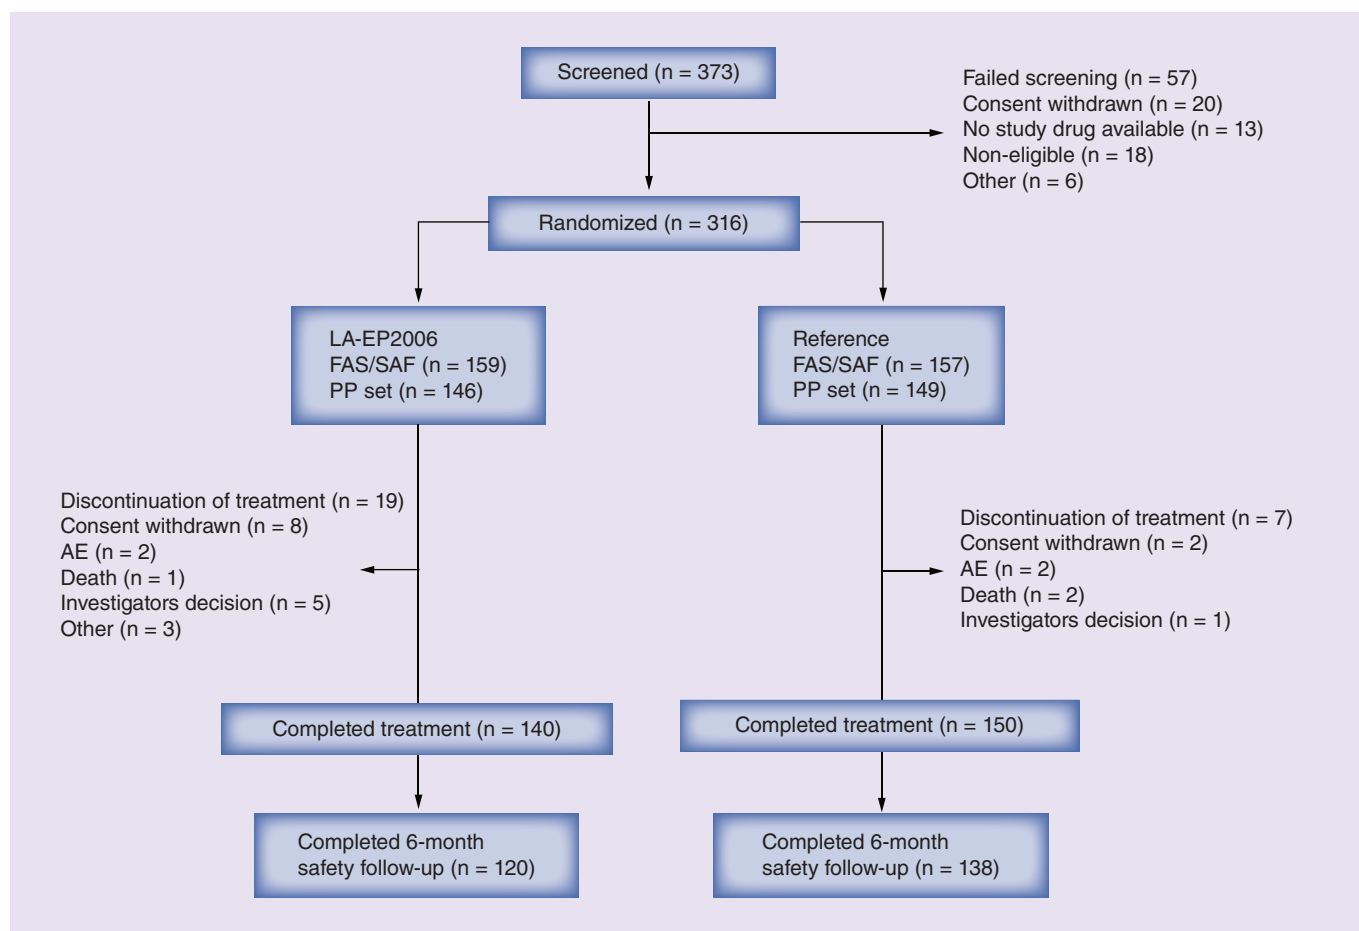 Screened (n = 373)
Failed screening (n = 57)
Consent withdrawn (n = 20)
No study drug available (n = 13)
Non-eligible (n = 18)
Other (n = 6)
Randomized (n = 316)
LA-EP2006
FAS/SAF (n = 159)
PP set (n = 146)
Reference
FAS/SAF (n = 157)
PP set (n = 149)
Discontinuation of treatment (n = 19)
Consent withdrawn (n = 8)
AE (n = 2)
Death (n = 1)
Investigators decision (n = 5)
Other (n = 3)
Discontinuation of treatment (n = 7)
Consent withdrawn (n = 2)
AE (n = 2)
Death (n = 2)
Investigators decision (n = 1)
Completed treatment (n = 140)
Completed treatment (n = 150)
Completed 6-month
safety follow-up (n = 120)
Completed 6-month
safety follow-up (n = 138)